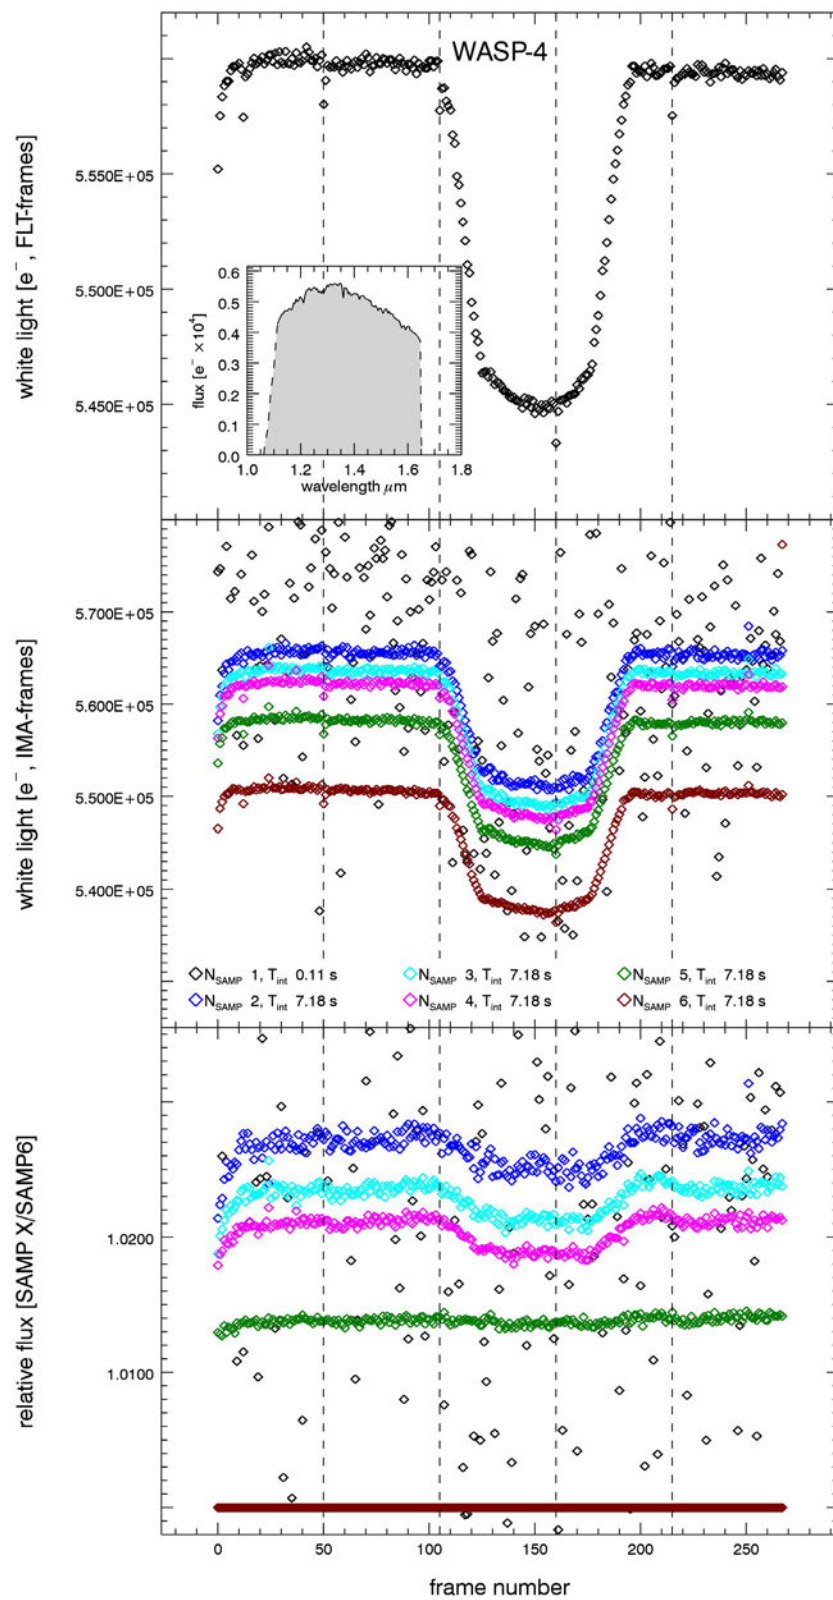 WASP-4
white light [e⁻, FLT-frames]
5.550E+05
5.500E+05
5.450E+05
flux [e⁻ ×10⁴]
0.6
0.5
0.4
0.3
0.2
0.1
0.0
1.0 1.2 1.4 1.6 1.8
wavelength μm
white light [e⁻, IMA-frames]
5.700E+05
5.600E+05
5.500E+05
5.400E+05
N_SAMP 1, T_int 0.11 s N_SAMP 3, T_int 7.18 s N_SAMP 5, T_int 7.18 s
N_SAMP 2, T_int 7.18 s N_SAMP 4, T_int 7.18 s N_SAMP 6, T_int 7.18 s
relative flux [SAMP X/SAMP6]
1.0200
1.0100
0 50 100 150 200 250
frame number